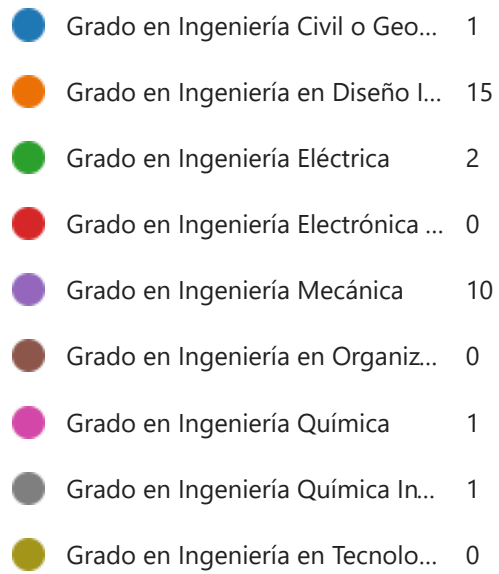 Grado en Ingeniería Civil o Geo... 1
Grado en Ingeniería en Diseño I... 15
Grado en Ingeniería Eléctrica 2
Grado en Ingeniería Electrónica ... 0
Grado en Ingeniería Mecánica 10
Grado en Ingeniería en Organiz... 0
Grado en Ingeniería Química 1
Grado en Ingeniería Química In... 1
Grado en Ingeniería en Tecnolo... 0